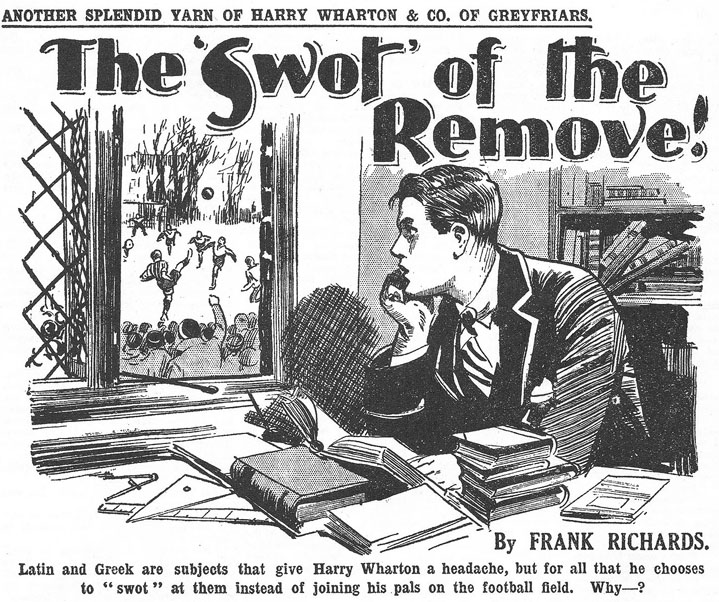 ANOTHER SPLENDID YARN OF HARRY WHARTON & CO. OF GREYFRIARS.
The 'Swot' of the
Remove!
By FRANK RICHARDS.
Latin and Greek are subjects that give Harry Wharton a headache, but for all that he chooses
to "swot" at them instead of joining his pals on the football field. Why—?